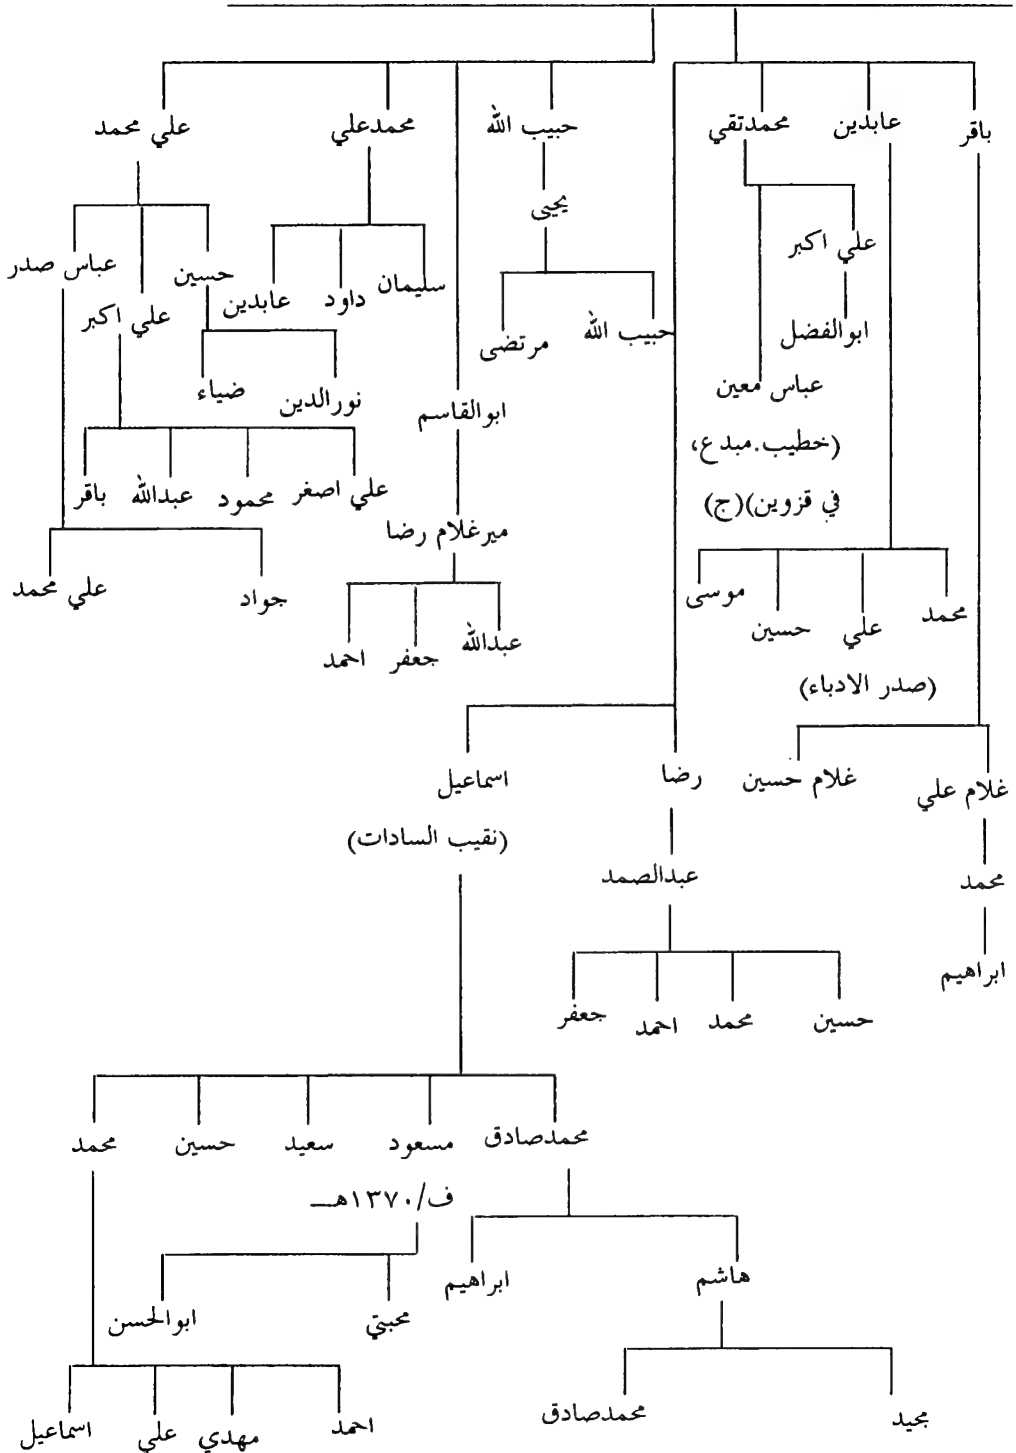 باقر
عابدين
محمدتقي
حبيب الله
محمدعلي
علي محمد
يحيى
علي اكبر
سليمان
داود
عابدين
حسين
علي اكبر
عباس صدر
ابوالفضل
حبيب الله
مرتضى
عباس معين
(خطيب.مبدع،
في قزوين)(ج)
ابوالقاسم
نورالدين
ضياء
علي اصغر
محمود
عبدالله
باقر
ميرغلام رضا
جواد
علي محمد
محمد
علي
حسين
موسى
(صدر الادباء)
عبدالله
جعفر
احمد
غلام علي
غلام حسين
رضا
اسماعيل
(نقيب السادات)
محمد
عبدالصمد
ابراهيم
حسين
محمد
احمد
جعفر
محمدصادق
مسعود
سعيد
حسين
محمد
ف/١٣٧٠هـ
هاشم
ابراهيم
محبتي
ابوالحسن
مجيد
محمدصادق
احمد
مهدي
علي
اسماعيل